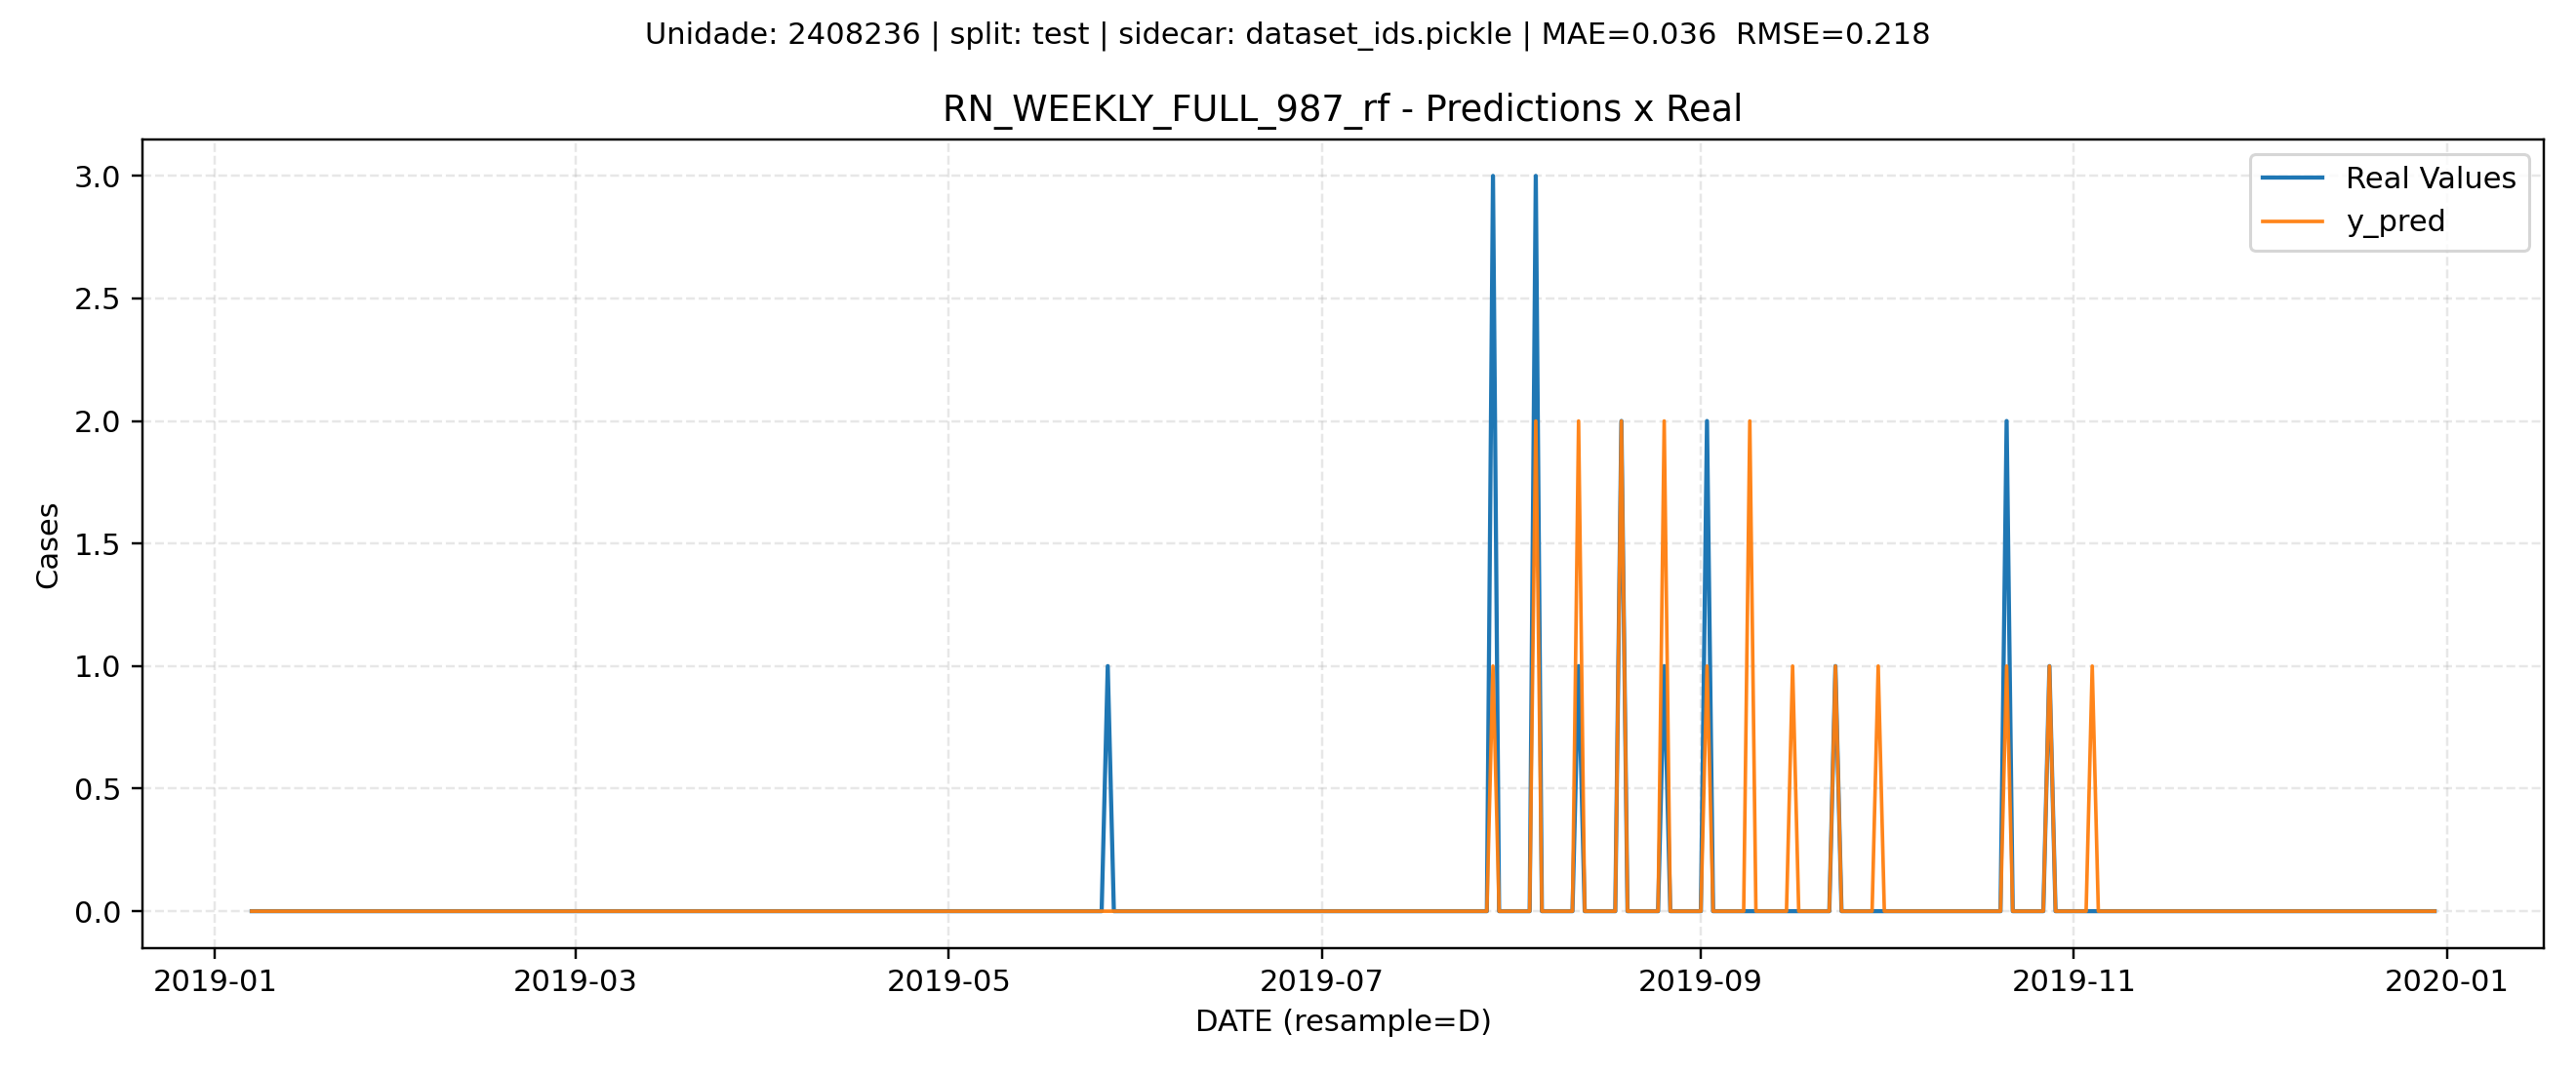 Unidade: 2408236 | split: test | sidecar: dataset_ids.pickle | MAE=0.036  RMSE=0.218
RN_WEEKLY_FULL_987_rf - Predictions x Real
Real Values
y_pred
Cases
3.0
2.5
2.0
1.5
1.0
0.5
0.0
2019-01
2019-03
2019-05
2019-07
2019-09
2019-11
2020-01
DATE (resample=D)